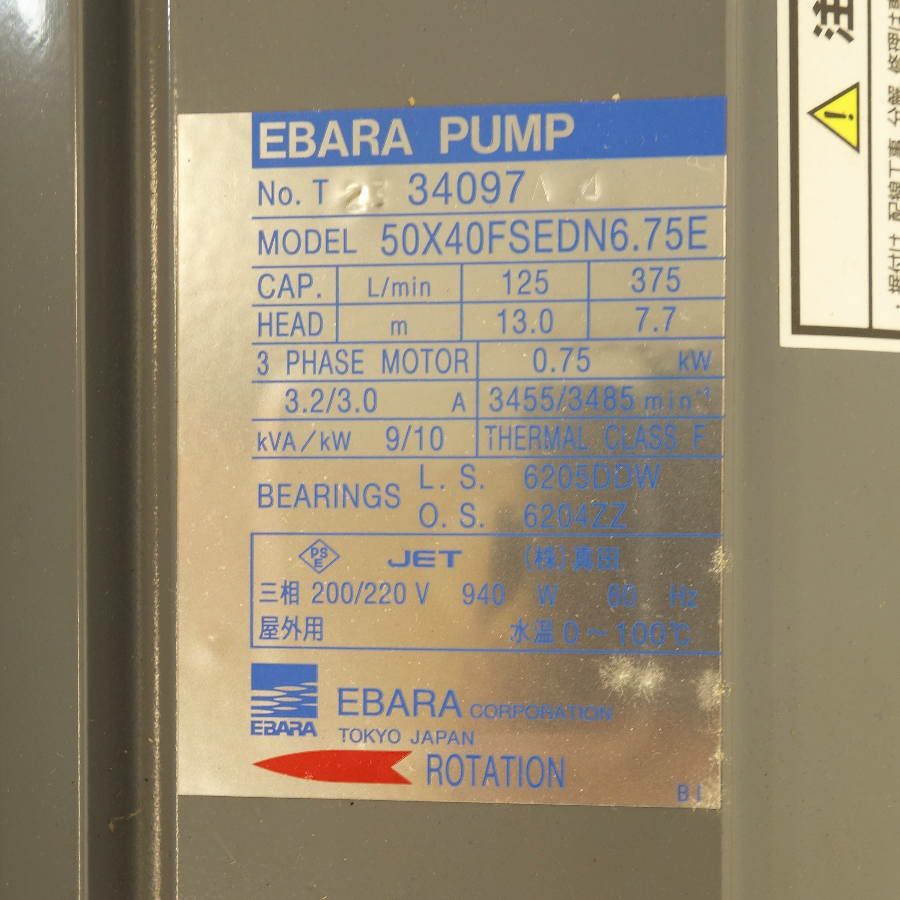 EBARA PUMP
No. T 34097
MODEL 50X40FSEDN6.75E
CAP. L/min 125 375
HEAD m 13.0 7.7
3 PHASE MOTOR 0.75 kW
3.2/3.0 A 3455/3485 min⁻¹
kVA/kW 9/10 THERMAL CLASS F
BEARINGS L. S. 6205DDW
O. S. 6204ZZ
PSE JET (株)真田
三相 200/220 V 940 W 60 Hz
屋外用 水温 0～100℃
EBARA
EBARA CORPORATION
TOKYO JAPAN
ROTATION
注